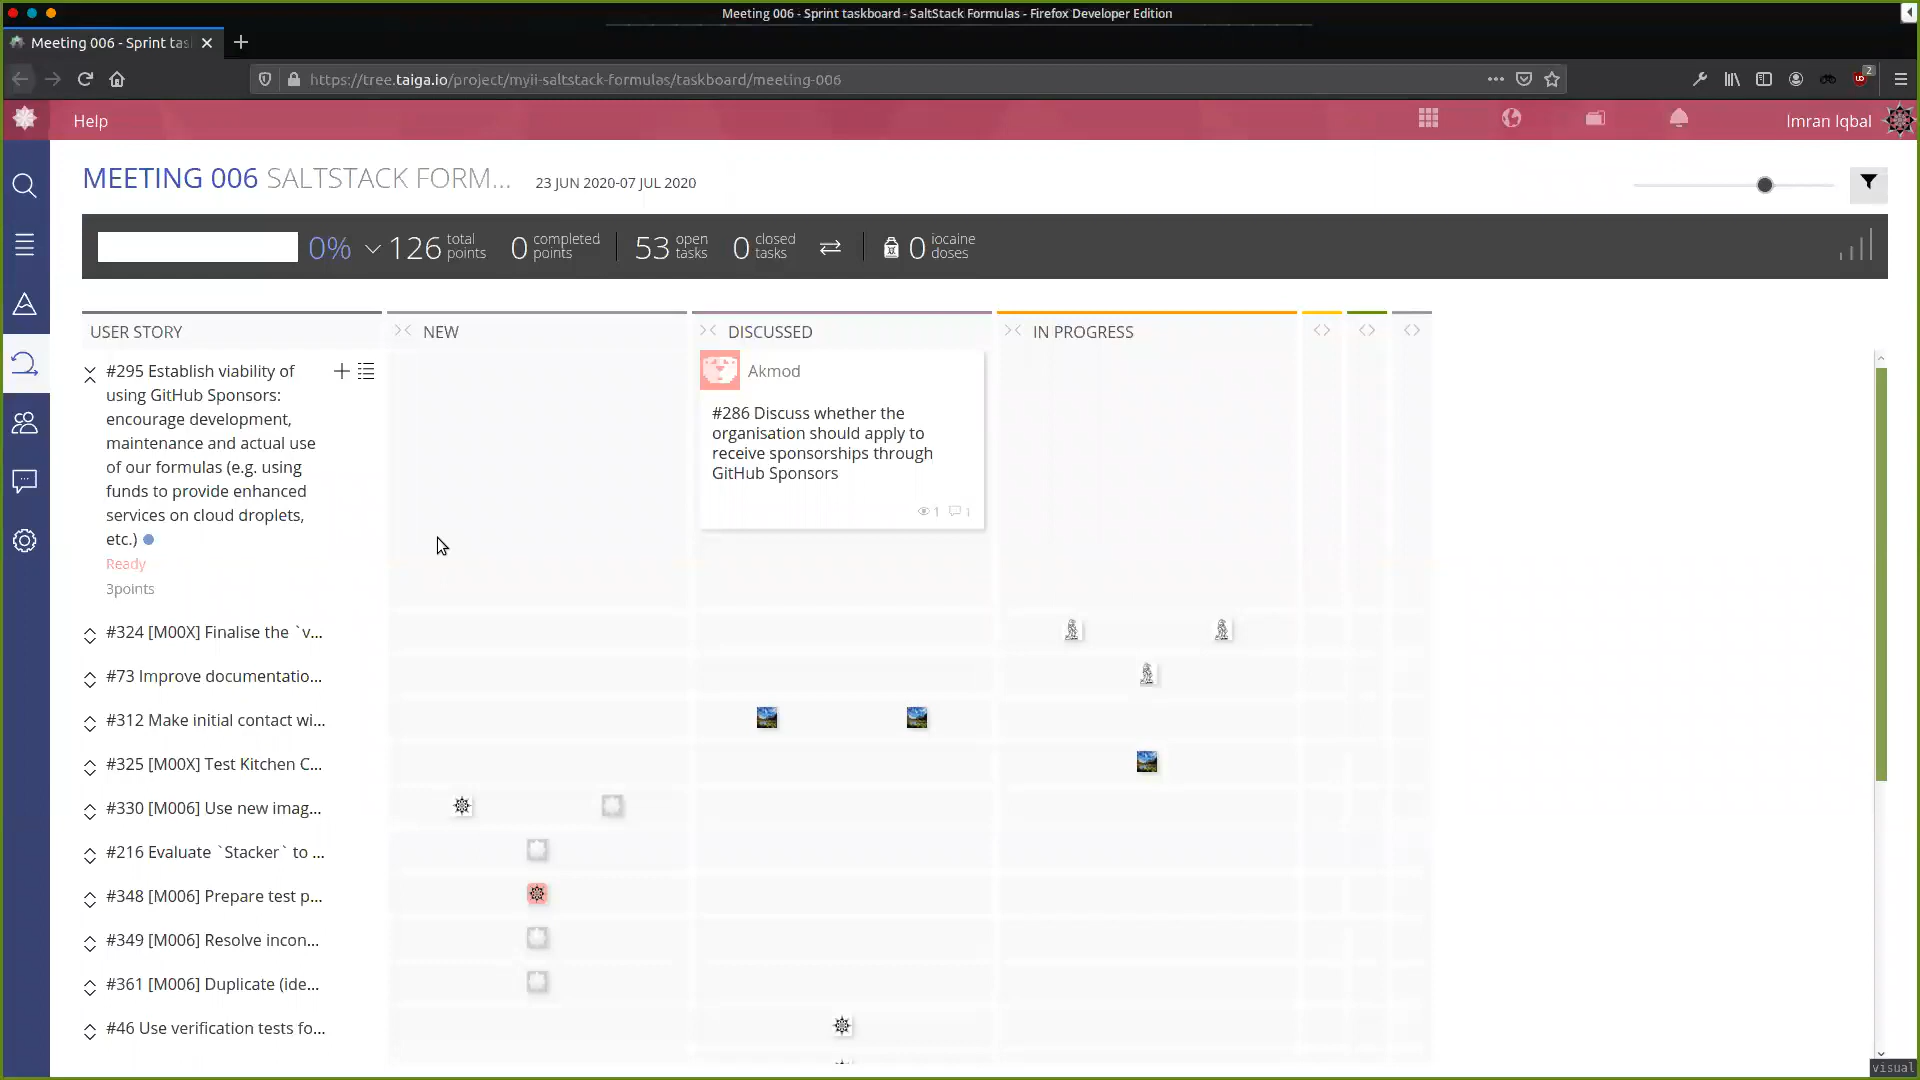 Meeting 006 - Sprint taskboard - SaltStack Formulas - Firefox Developer Edition
Meeting 006 - Sprint tas
https://tree.taiga.io/project/myii-saltstack-formulas/taskboard/meeting-006
2
Help
Imran Iqbal
MEETING 006 SALTSTACK FORM... 23 JUN 2020-07 JUL 2020
0% 126 total points 0 completed points 53 open tasks 0 closed tasks 0 iocaine doses
USER STORY
NEW
DISCUSSED
IN PROGRESS
#295 Establish viability of
using GitHub Sponsors:
encourage development,
maintenance and actual use
of our formulas (e.g. using
funds to provide enhanced
services on cloud droplets,
etc.)
Ready
3points
Akmod
#286 Discuss whether the
organisation should apply to
receive sponsorships through
GitHub Sponsors
1 1
#324 [M00X] Finalise the `v...
#73 Improve documentatio...
#312 Make initial contact wi...
#325 [M00X] Test Kitchen C...
#330 [M006] Use new imag...
#216 Evaluate `Stacker` to ...
#348 [M006] Prepare test p...
#349 [M006] Resolve incon...
#361 [M006] Duplicate (ide...
#46 Use verification tests fo...
visual